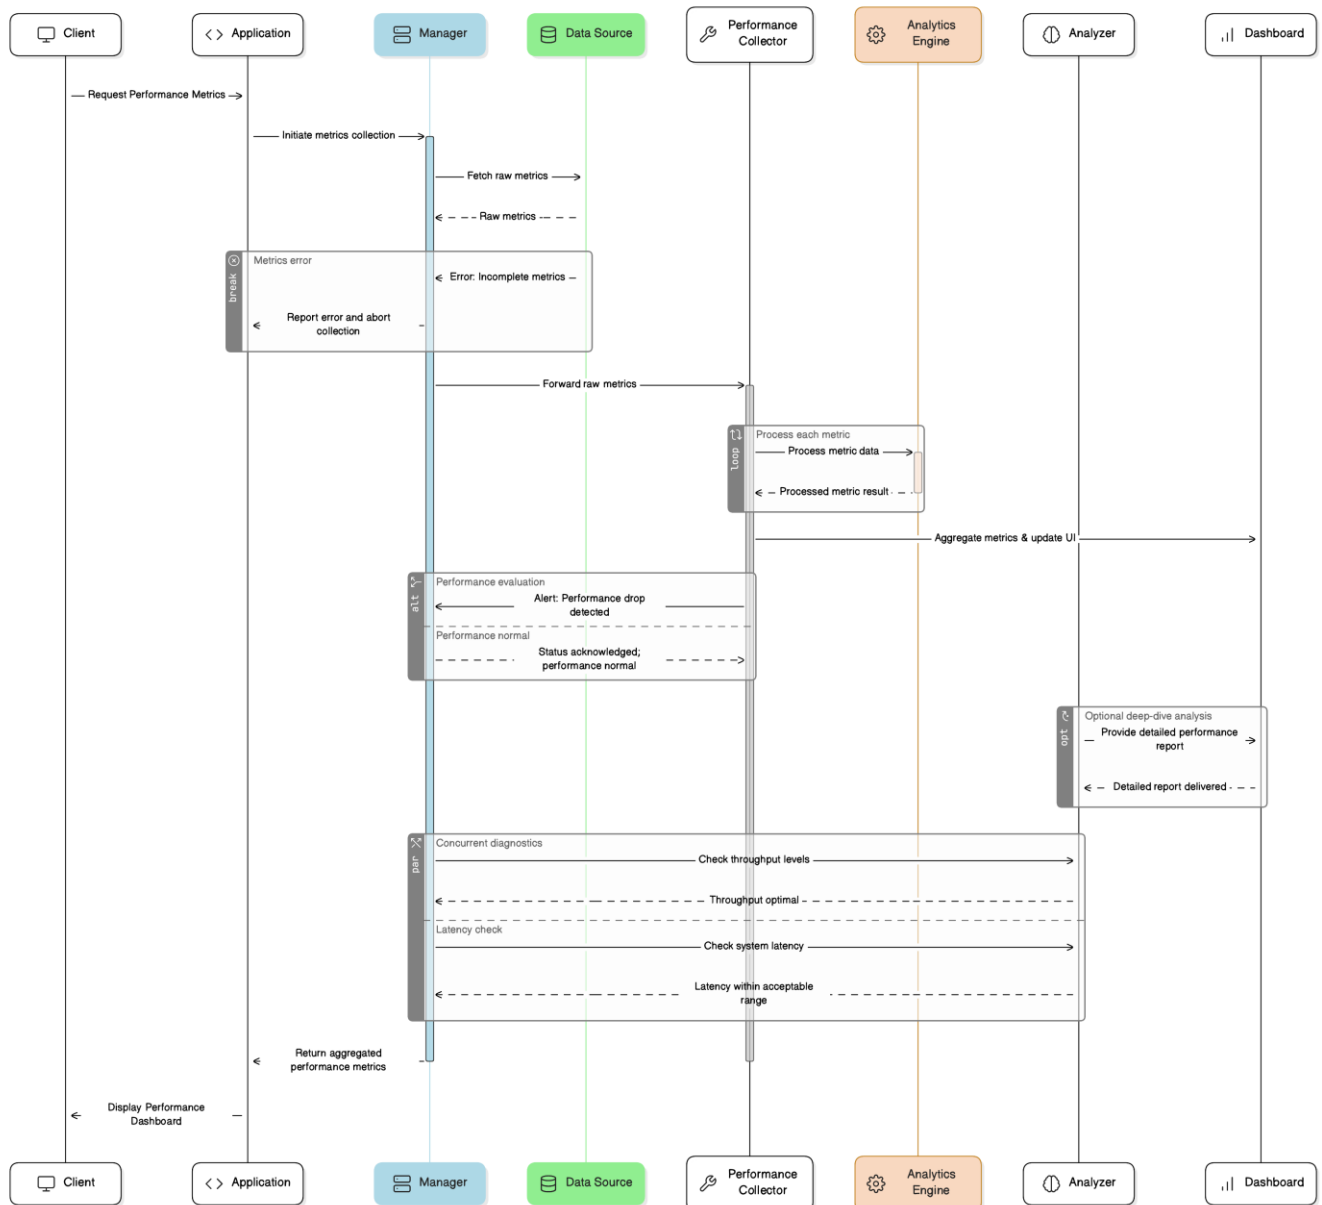 Client
Application
Manager
Data Source
Performance
Collector
Analytics
Engine
Analyzer
Dashboard
Request Performance Metrics
Initiate metrics collection
Fetch raw metrics
Raw metrics
break
Metrics error
Error: Incomplete metrics
Report error and abort
collection
Forward raw metrics
loop
Process each metric
Process metric data
Processed metric result
Aggregate metrics & update UI
alt
Performance evaluation
Alert: Performance drop
detected
Performance normal
Status acknowledged;
performance normal
opt
Optional deep-dive analysis
Provide detailed performance
report
Detailed report delivered
par
Concurrent diagnostics
Check throughput levels
Throughput optimal
Latency check
Check system latency
Latency within acceptable
range
Return aggregated
performance metrics
Display Performance
Dashboard
Client
Application
Manager
Data Source
Performance
Collector
Analytics
Engine
Analyzer
Dashboard